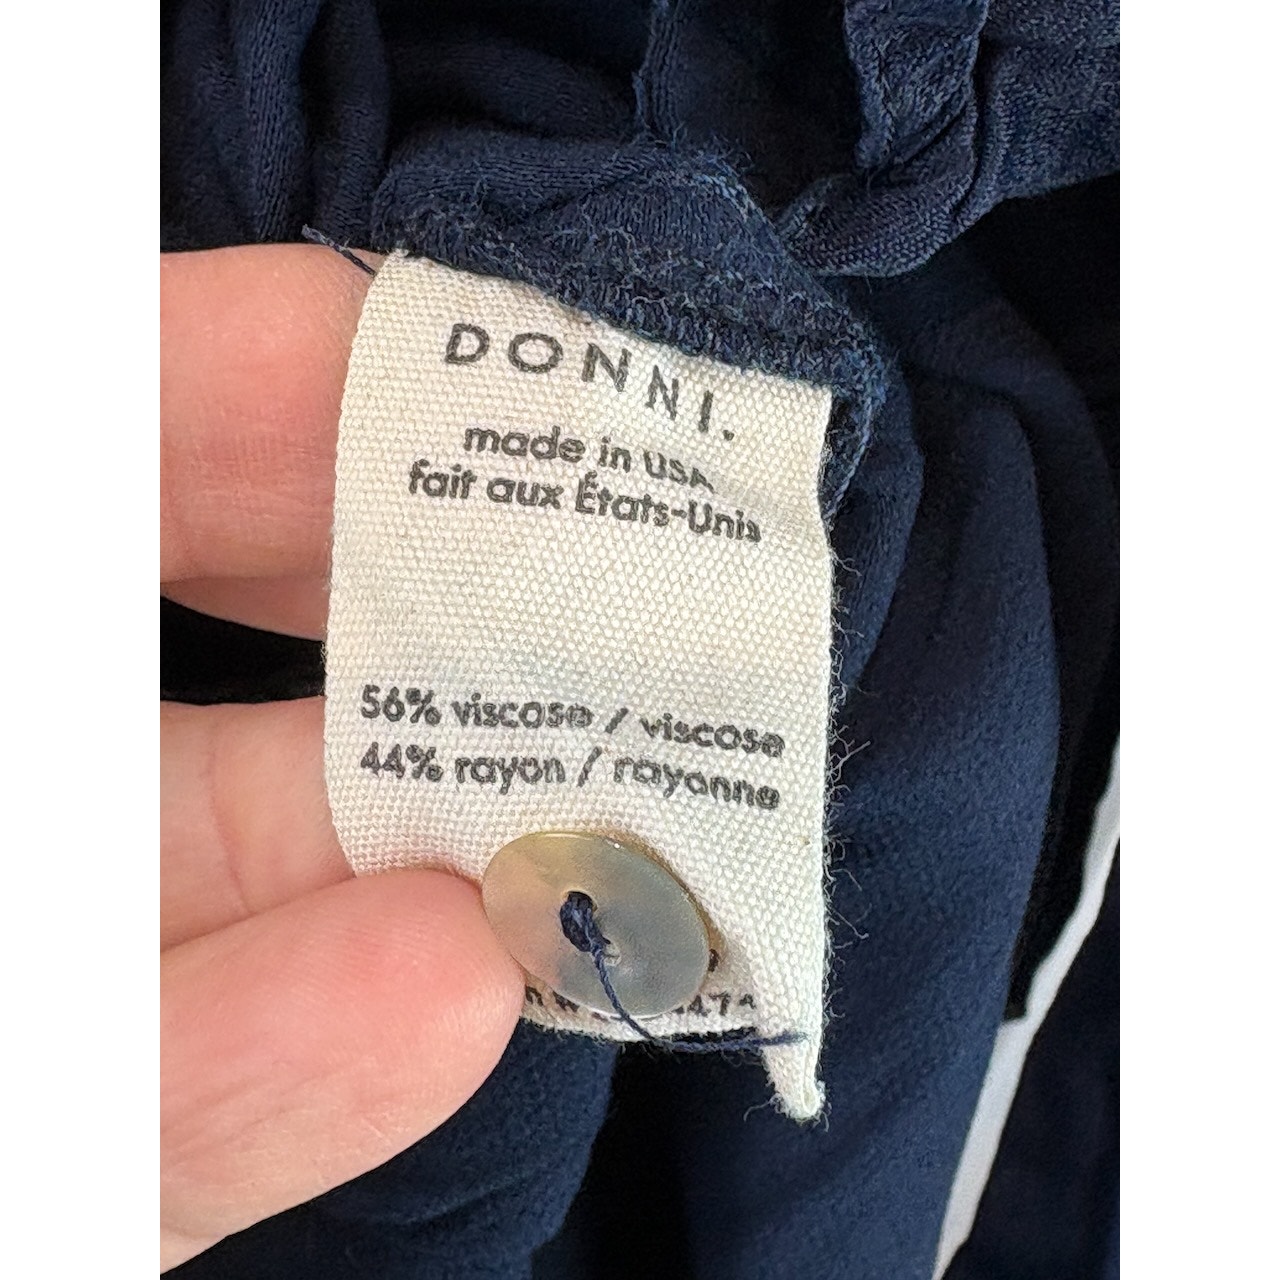 DONNI.
made in USA
fait aux États-Unis
56% viscose / viscose
44% rayon / rayonne